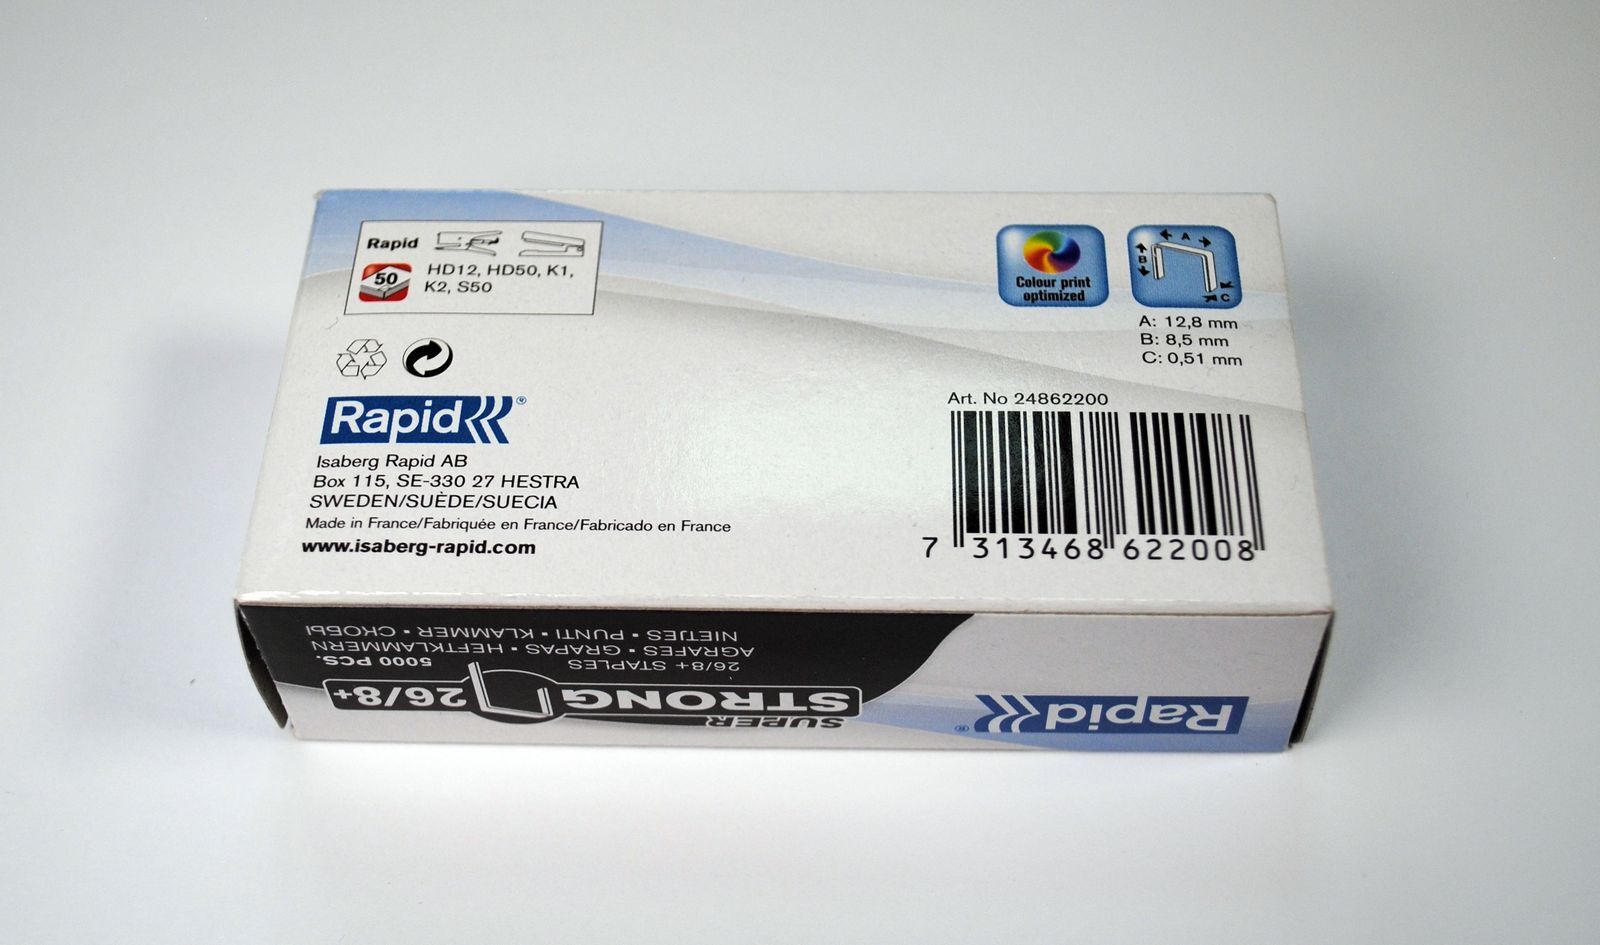 Rapid
50
HD12, HD50, K1,
K2, S50
Colour print
optimized
A
B
C
A: 12,8 mm
B: 8,5 mm
C: 0,51 mm
Rapid®
Isaberg Rapid AB
Box 115, SE-330 27 HESTRA
SWEDEN/SUÈDE/SUECIA
Made in France/Fabriquée en France/Fabricado en France
www.isaberg-rapid.com
Art. No 24862200
7 313468 622008
Rapid®
SUPER
STRONG 26/8+
26/8+ STAPLES 5000 PCS.
AGRAFES • GRAPAS • HEFTKLAMMERN
NIETJES • PUNTI • KLAMMER • СКОБЫ